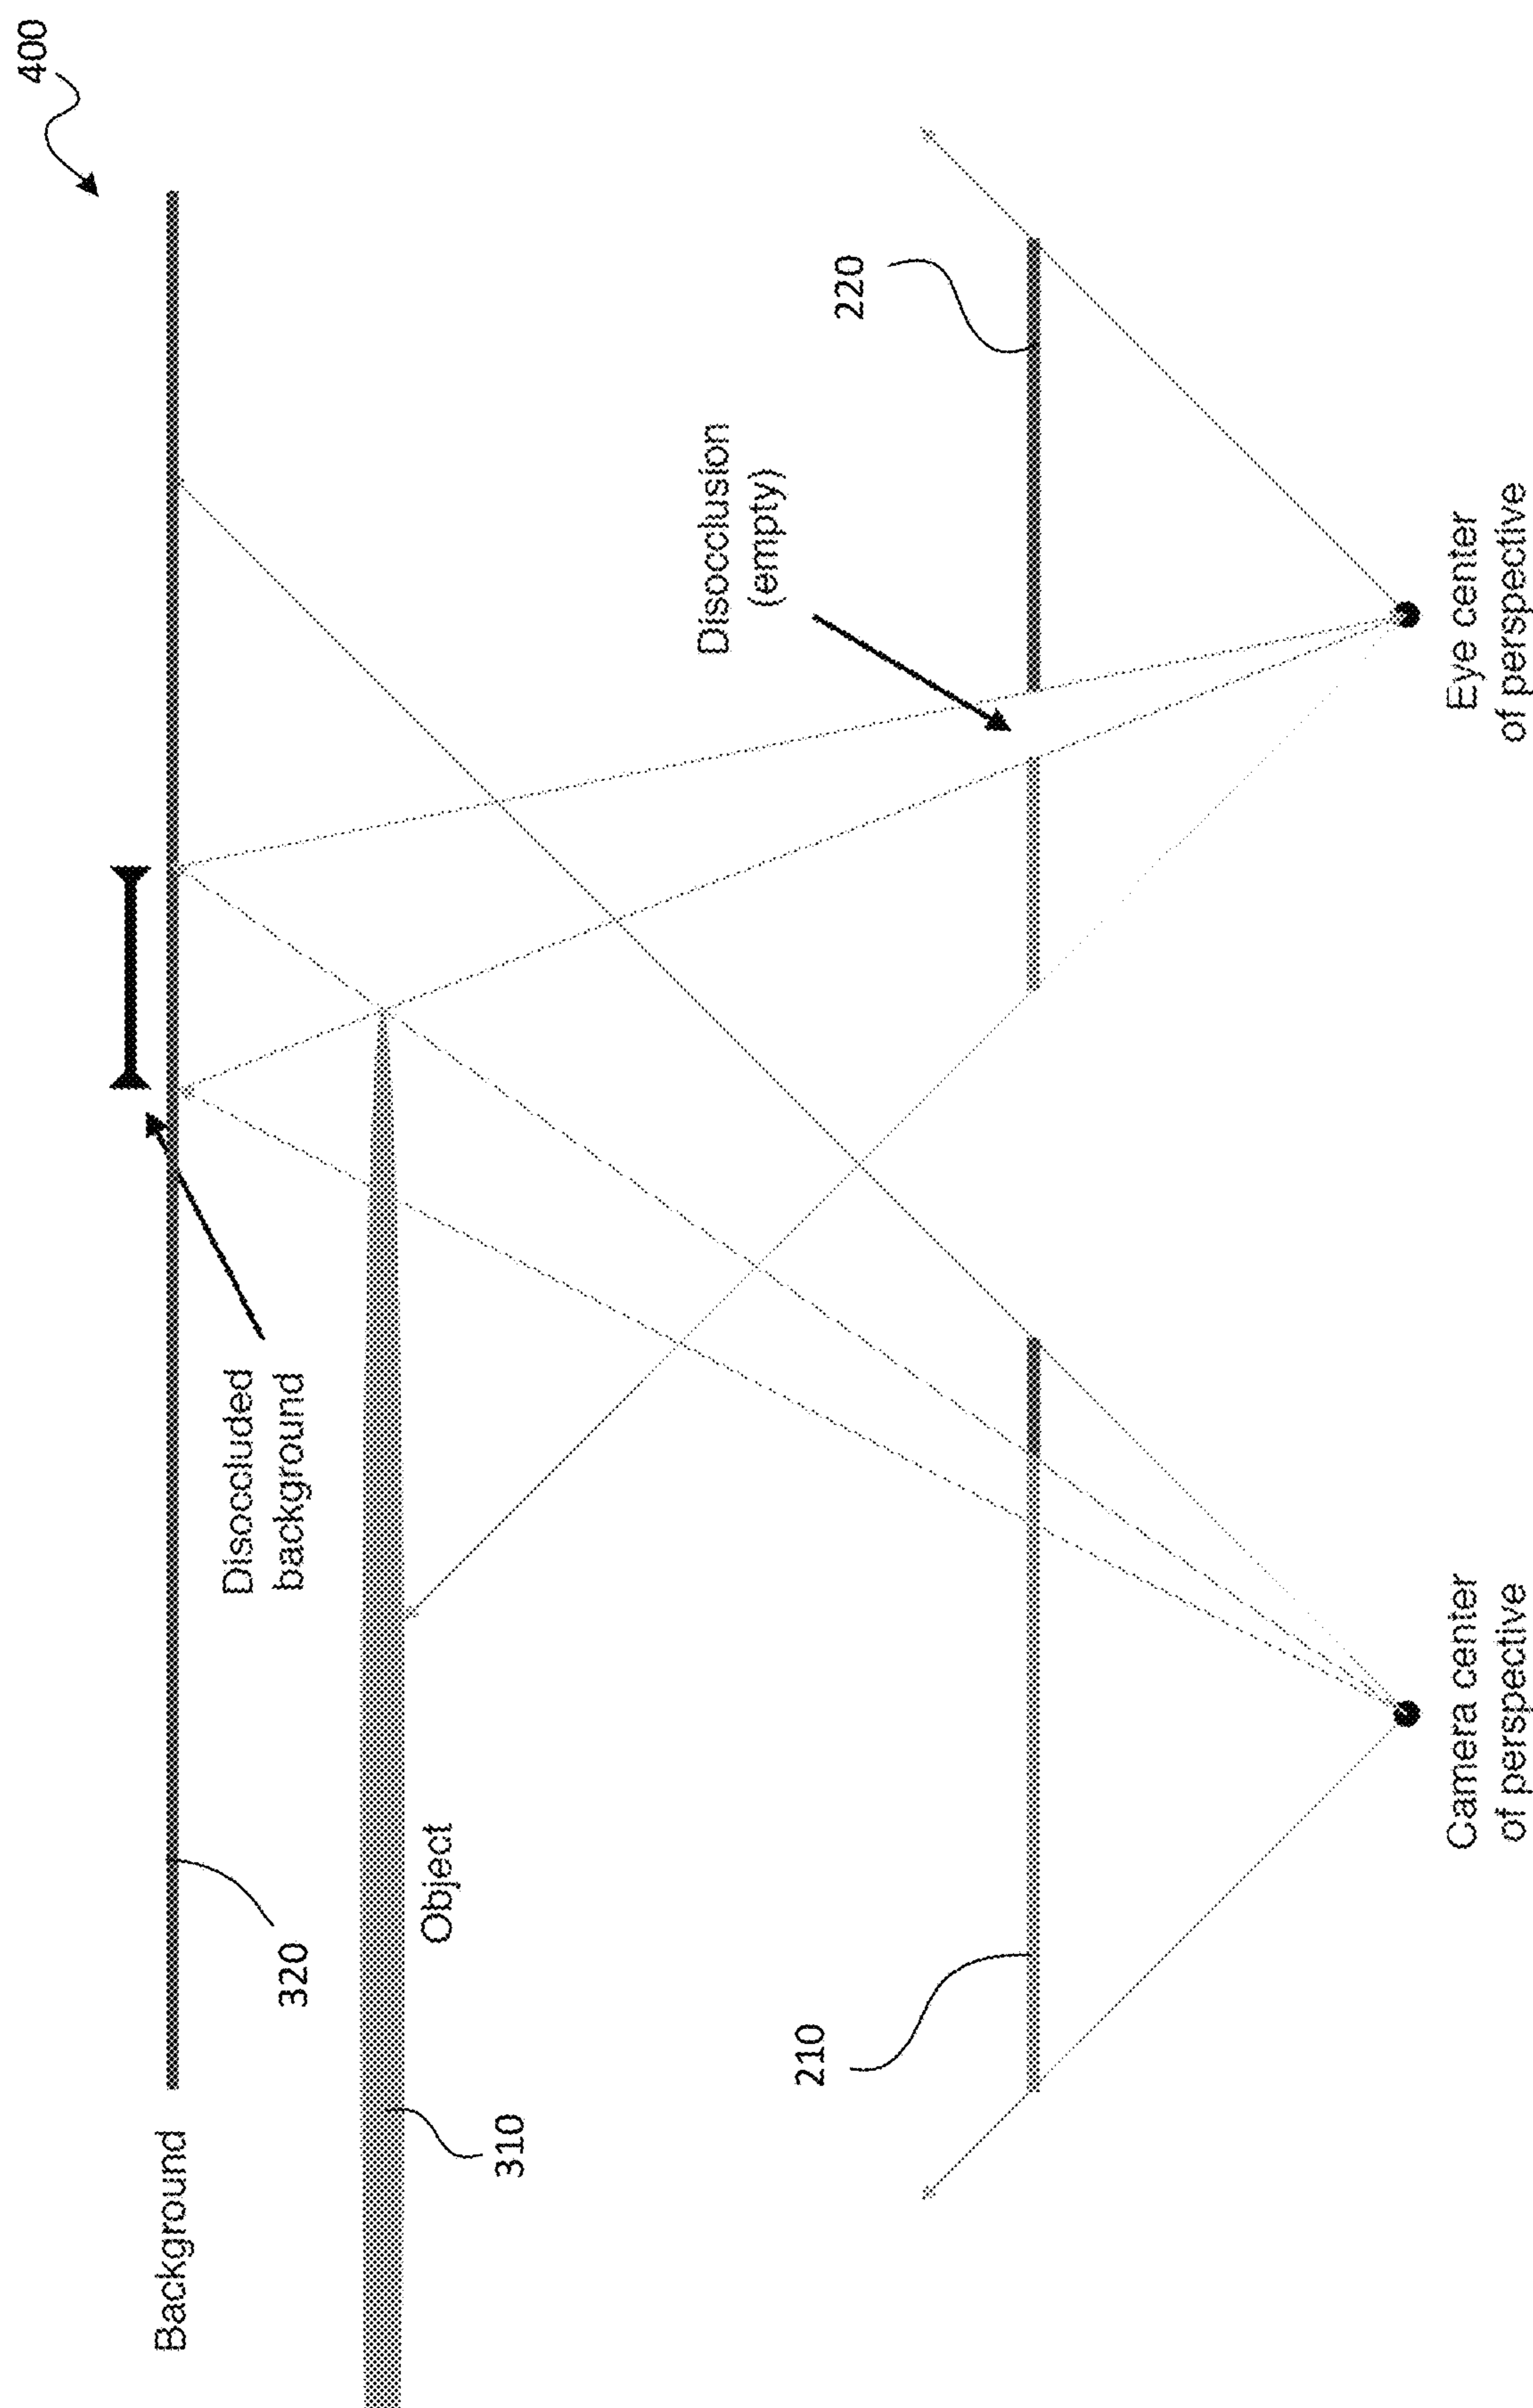 400
Background
320
Disoccluded
background
310
Object
210
220
Disocclusion
(empty)
Camera center
of perspective
Eye center
of perspective